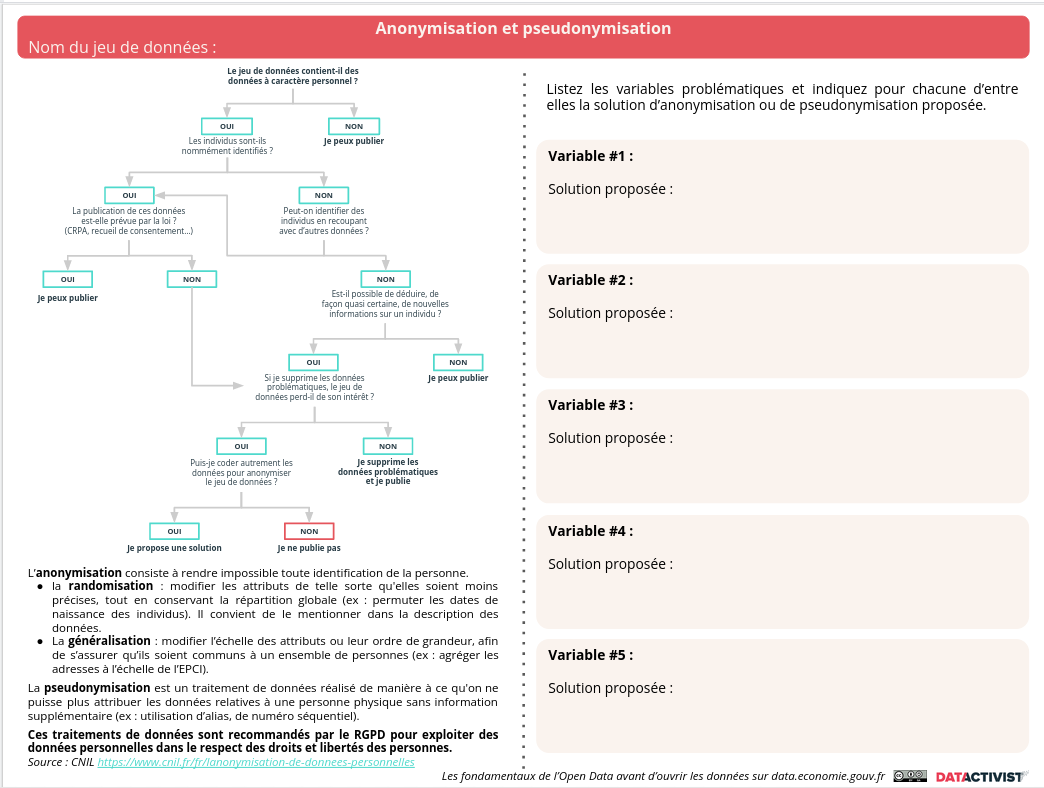 Anonymisation et pseudonymisation
Nom du jeu de données :
Le jeu de données contient-il des
données à caractère personnel ?
OUI
NON
Les individus sont-ils
nommément identifiés ?
Je peux publier
OUI
NON
La publication de ces données
est-elle prévue par la loi ?
(CRPA, recueil de consentement...)
Peut-on identifier des
individus en recoupant
avec d'autres données ?
OUI
NON
NON
Je peux publier
Est-il possible de déduire, de
façon quasi certaine, de nouvelles
informations sur un individu ?
OUI
NON
Si je supprime les données
problématiques, le jeu de
données perd-il de son intérêt ?
Je peux publier
OUI
NON
Puis-je coder autrement les
données pour anonymiser
le jeu de données ?
Je supprime les
données problématiques
et je publie
OUI
NON
Je propose une solution
Je ne publie pas
L'anonymisation consiste à rendre impossible toute identification de la personne.
● la randomisation : modifier les attributs de telle sorte qu'elles soient moins
précises, tout en conservant la répartition globale (ex : permuter les dates de
naissance des individus). Il convient de le mentionner dans la description des
données.
● La généralisation : modifier l'échelle des attributs ou leur ordre de grandeur, afin
de s'assurer qu'ils soient communs à un ensemble de personnes (ex : agréger les
adresses à l'échelle de l'EPCI).
La pseudonymisation est un traitement de données réalisé de manière à ce qu'on ne
puisse plus attribuer les données relatives à une personne physique sans information
supplémentaire (ex : utilisation d'alias, de numéro séquentiel).
Ces traitements de données sont recommandés par le RGPD pour exploiter des
données personnelles dans le respect des droits et libertés des personnes.
Source : CNIL https://www.cnil.fr/fr/lanonymisation-de-donnees-personnelles
Listez les variables problématiques et indiquez pour chacune d'entre
elles la solution d'anonymisation ou de pseudonymisation proposée.
Variable #1 :
Solution proposée :
Variable #2 :
Solution proposée :
Variable #3 :
Solution proposée :
Variable #4 :
Solution proposée :
Variable #5 :
Solution proposée :
Les fondamentaux de l'Open Data avant d'ouvrir les données sur data.economie.gouv.fr
DATACTIVIST